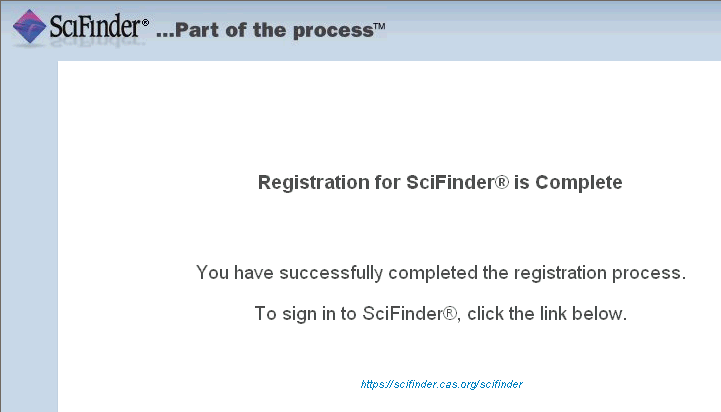 SciFinder® ...Part of the process™
Registration for SciFinder® is Complete
You have successfully completed the registration process.
To sign in to SciFinder®, click the link below.
https://scifinder.cas.org/scifinder